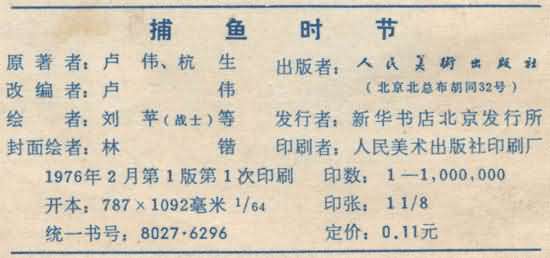 捕鱼时节
原著者：卢伟、杭生 出版者：人民美術出版社
改编者：卢伟 （北京北总布胡同32号）
绘者：刘苹（战士）等 发行者：新华书店北京发行所
封面绘者：林锴 印刷者：人民美术出版社印刷厂
1976年2月第1版第1次印刷 印数：1—1,000,000
开本：787×1092毫米 1/64 印张：1 1/8
统一书号：8027·6296 定价：0.11元